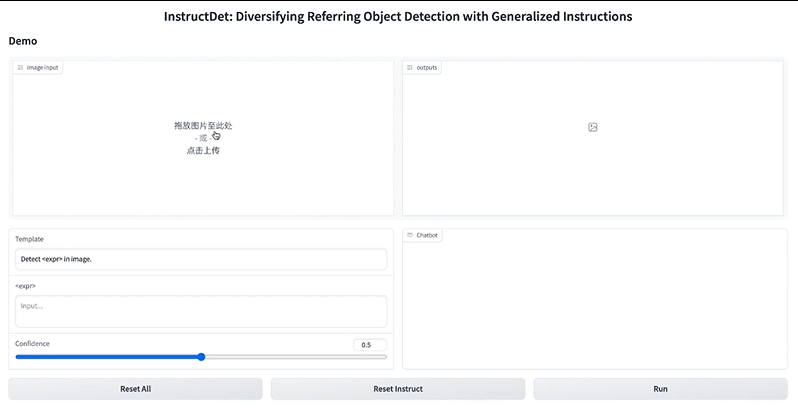 InstructDet: Diversifying Referring Object Detection with Generalized Instructions
Demo
image input
outputs
拖放图片至此处
- 或 -
点击上传
Template
Detect <expr> in image.
Chatbot
<expr>
Input...
Confidence
0.5
Reset All
Reset Instruct
Run